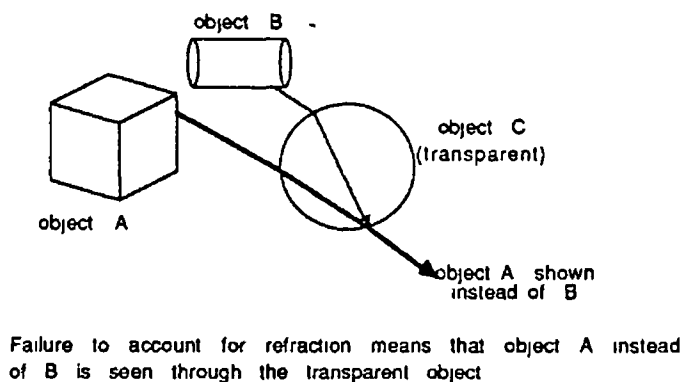 object B -
object C
(transparent)
object A
object A shown
instead of B
Failure to account for refraction means that object A instead
of B is seen through the transparent object